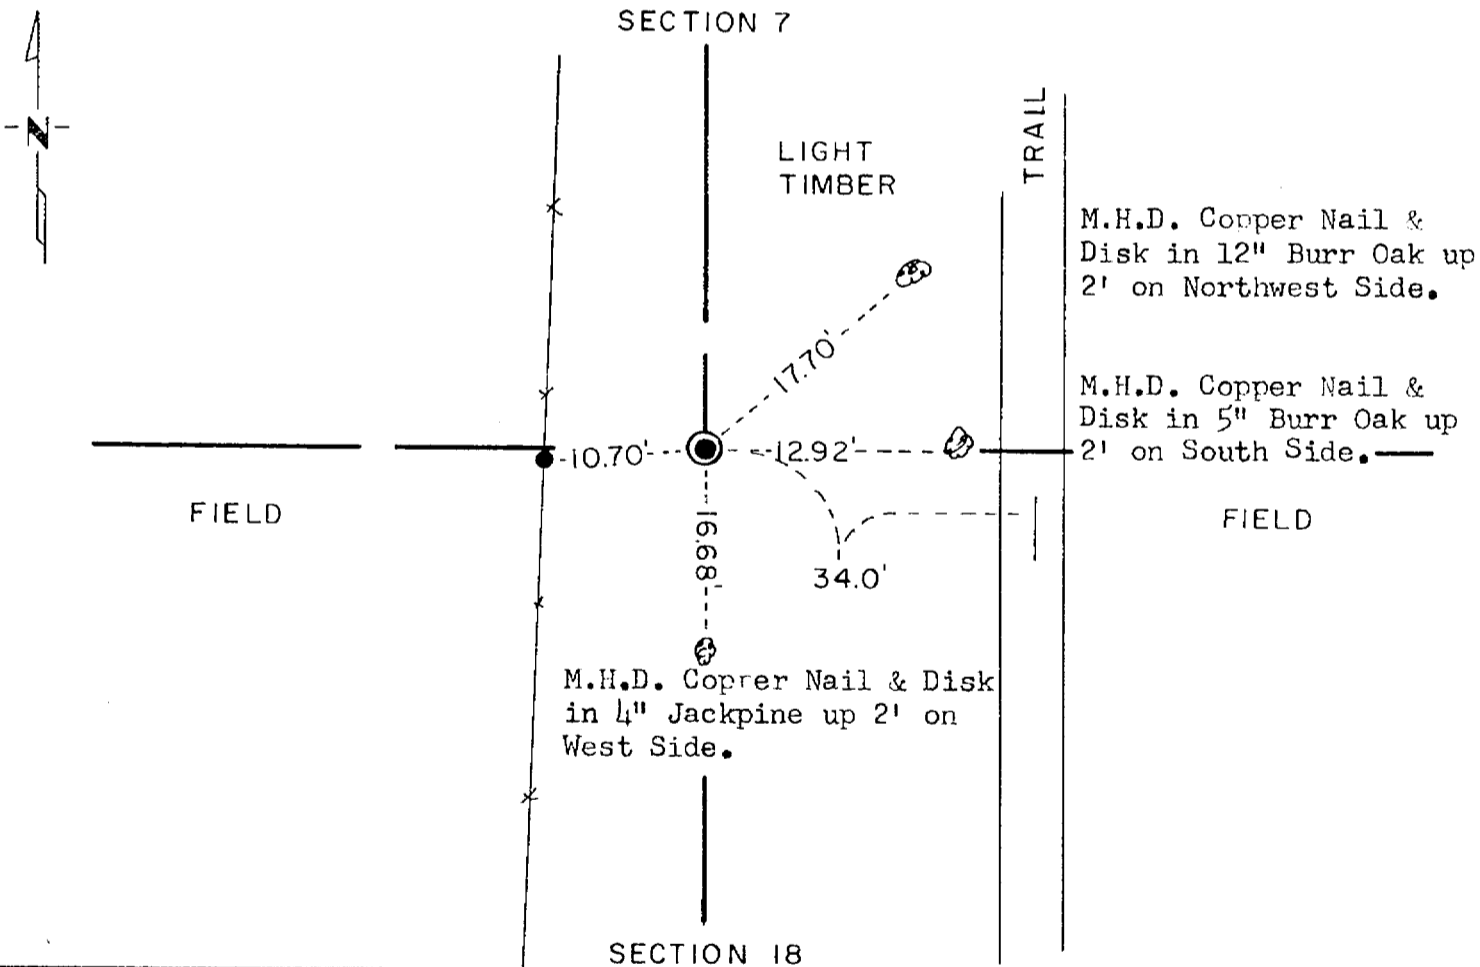 SECTION 7
N
LIGHT
TIMBER
TRAIL
M.H.D. Copper Nail &
Disk in 12" Burr Oak up
2' on Northwest Side.
17.70'
M.H.D. Copper Nail &
Disk in 5" Burr Oak up
2' on South Side.
10.70'
12.92'
FIELD
16.68'
34.0'
FIELD
M.H.D. Copper Nail & Disk
in 4" Jackpine up 2' on
West Side.
SECTION 18